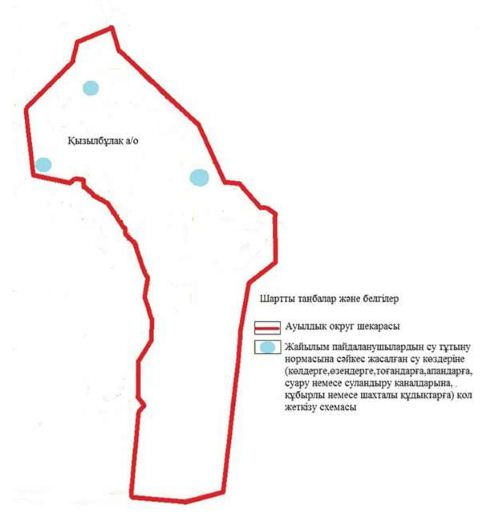 Қызылбұлақ а/о
Шартты таңбалар және белгілер
Ауылдық округ шекарасы
Жайылым пайдаланушылардың су тұтыну
нормасына сәйкес жасалған су көздеріне
(көлдерге,өзендерге,тоғандарға,апандарға,
суару немесе суландыру каналдарына,
құбырлы немесе шахталы құдықтарға) қол
жеткізу схемасы